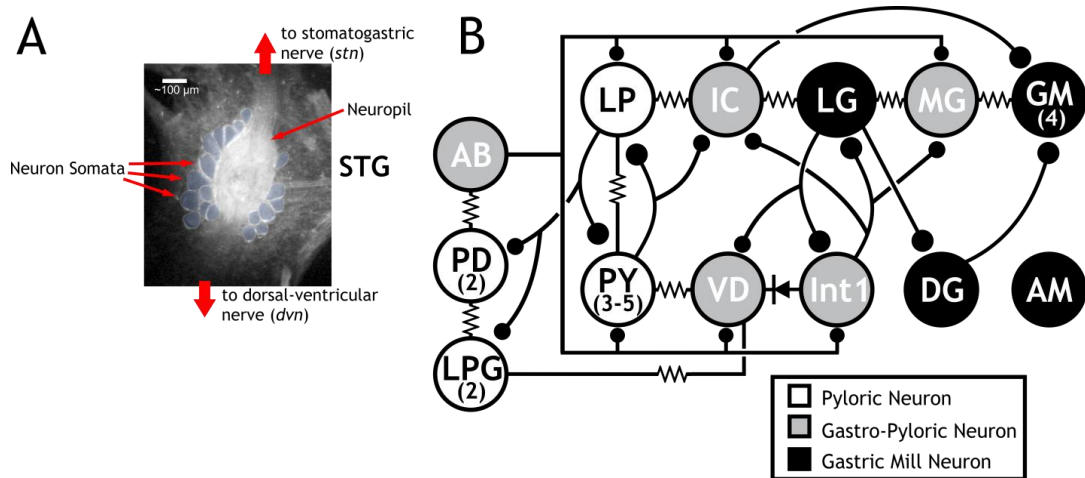 A
to stomatogastric
nerve (stn)
~100 µm
Neuropil
Neuron Somata
STG
to dorsal-ventricular
nerve (dvn)
B
LP
IC
LG
MG
GM
(4)
AB
PD
(2)
PY
(3-5)
VD
Int1
DG
AM
LPG
(2)
Pyloric Neuron
Gastro-Pyloric Neuron
Gastric Mill Neuron